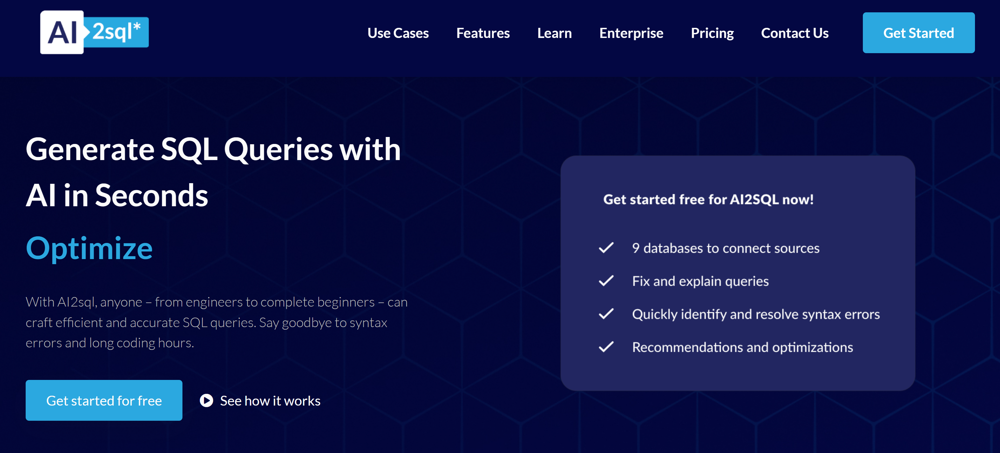 AI 2sql*
Use Cases Features Learn Enterprise Pricing Contact Us Get Started
Generate SQL Queries with
AI in Seconds
Optimize
With AI2sql, anyone – from engineers to complete beginners – can
craft efficient and accurate SQL queries. Say goodbye to syntax
errors and long coding hours.
Get started for free See how it works
Get started free for AI2SQL now!
9 databases to connect sources
Fix and explain queries
Quickly identify and resolve syntax errors
Recommendations and optimizations